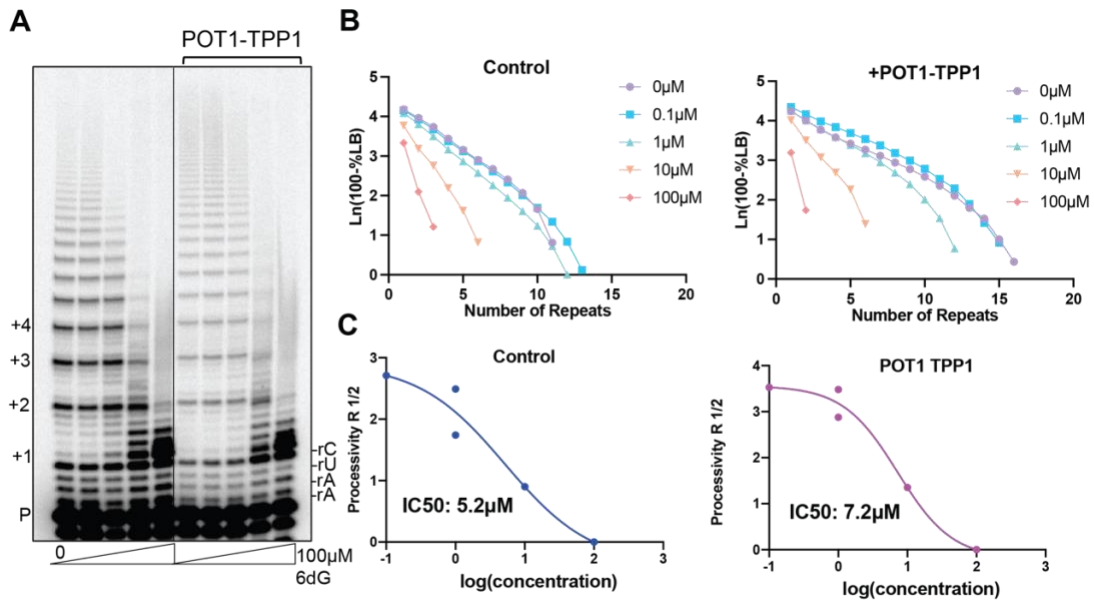 A
POT1-TPP1
+4
+3
+2
+1
P
rC
rU
rA
rA
0
100μM
6dG
B
Control
Ln(100-%LB)
5
4
3
2
1
0
0
5
10
15
20
Number of Repeats
0μM
0.1μM
1μM
10μM
100μM
+POT1-TPP1
Ln(100-%LB)
5
4
3
2
1
0
0
5
10
15
20
Number of Repeats
0μM
0.1μM
1μM
10μM
100μM
C
Control
Processivity R 1/2
3
2
1
0
-1
0
1
2
3
IC50: 5.2μM
log(concentration)
POT1 TPP1
Processivity R 1/2
4
3
2
1
0
-1
0
1
2
3
IC50: 7.2μM
log(concentration)